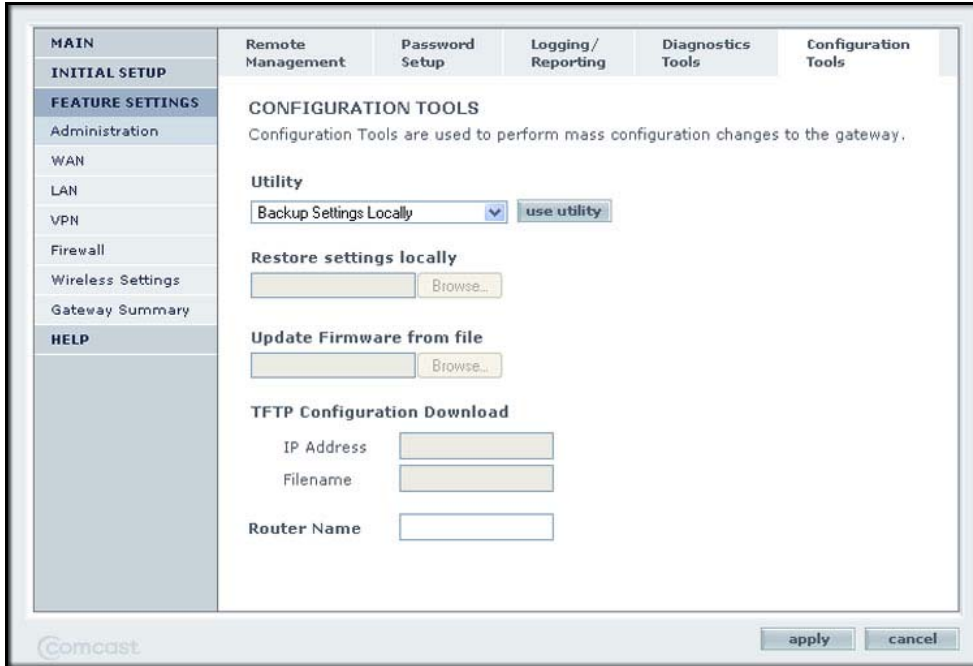 MAIN
INITIAL SETUP
FEATURE SETTINGS
Administration
WAN
LAN
VPN
Firewall
Wireless Settings
Gateway Summary
HELP
Remote Management
Password Setup
Logging/ Reporting
Diagnostics Tools
Configuration Tools
CONFIGURATION TOOLS
Configuration Tools are used to perform mass configuration changes to the gateway.
Utility
Backup Settings Locally
use utility
Restore settings locally
Browse...
Update Firmware from file
Browse...
TFTP Configuration Download
IP Address
Filename
Router Name
comcast
apply
cancel